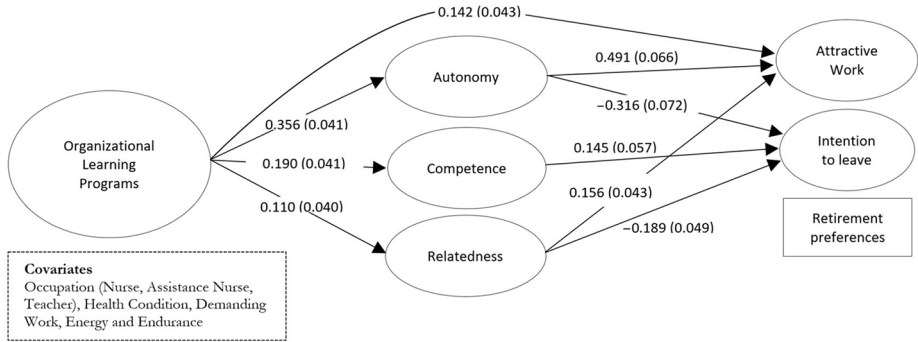 0.142 (0.043)
Attractive
Work
0.491 (0.066)
Autonomy
−0.316 (0.072)
0.356 (0.041)
Organizational
Learning
Programs
0.190 (0.041)
Competence
0.145 (0.057)
Intention
to leave
0.110 (0.040)
0.156 (0.043)
−0.189 (0.049)
Relatedness
Retirement
preferences
Covariates
Occupation (Nurse, Assistance Nurse,
Teacher), Health Condition, Demanding
Work, Energy and Endurance